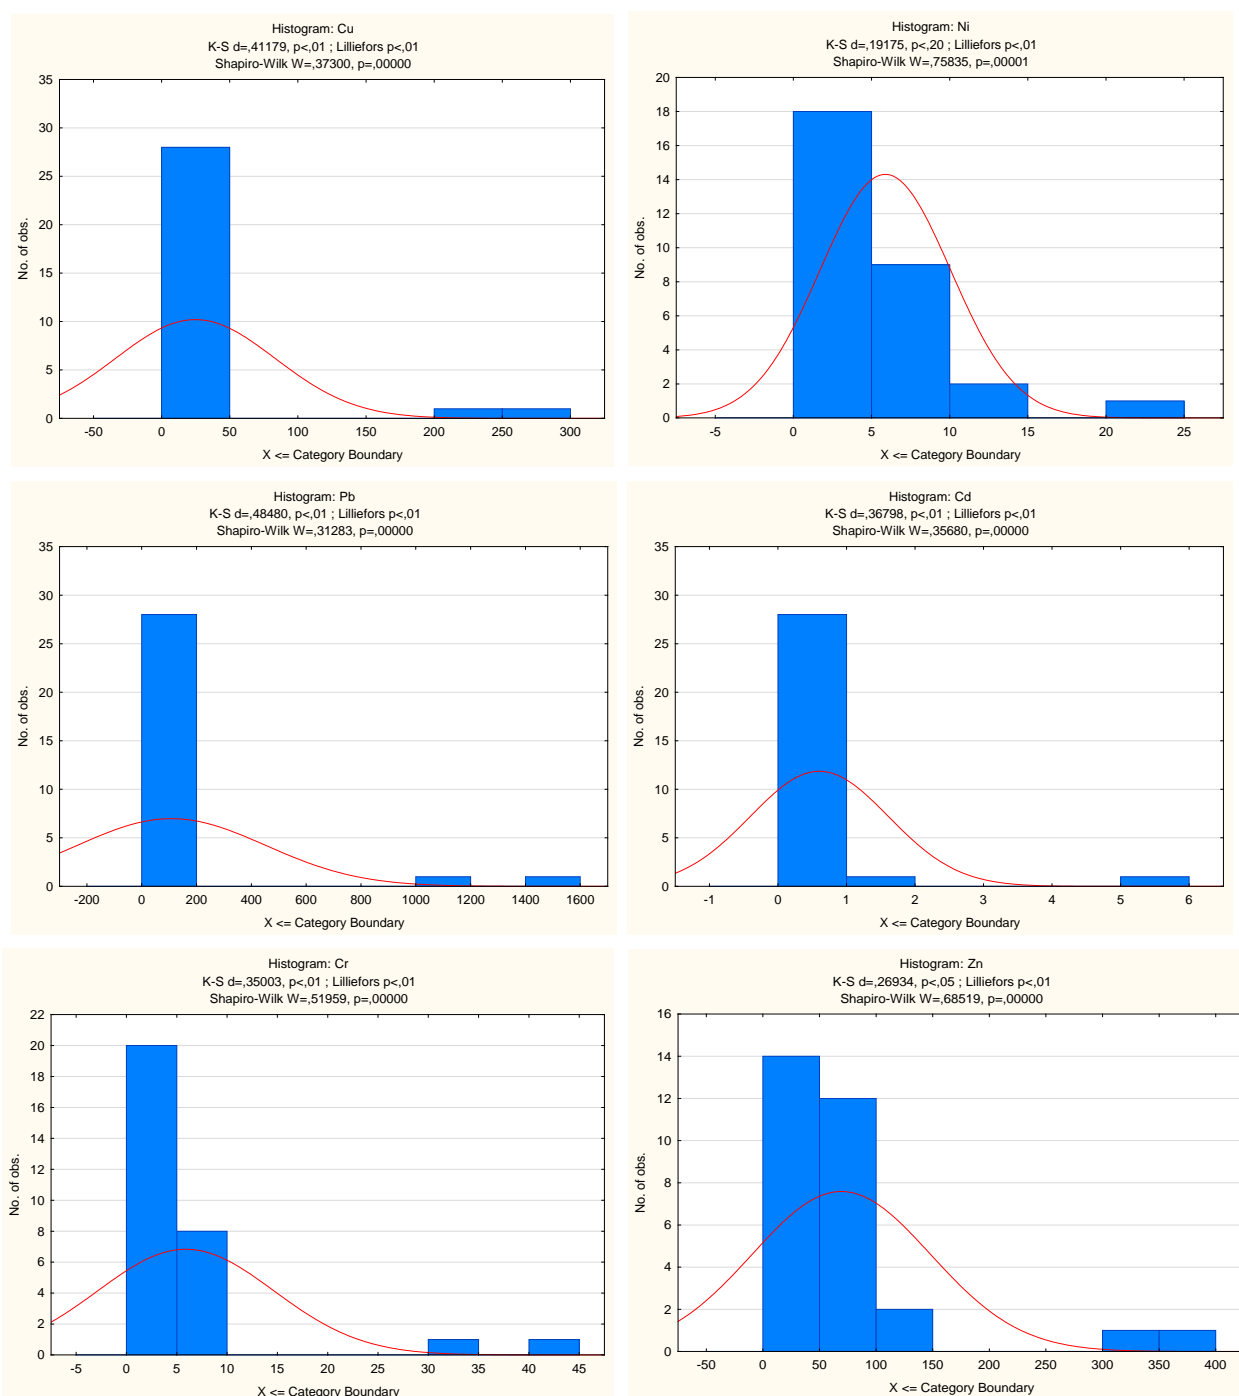 Histogram: Cu
K-S d=,41179, p<,01 ; Lilliefors p<,01
Shapiro-Wilk W=,37300, p=,00000
35
30
25
20
15
10
5
0
No. of obs.
-50 0 50 100 150 200 250 300
X <= Category Boundary
Histogram: Ni
K-S d=,19175, p<,20 ; Lilliefors p<,01
Shapiro-Wilk W=,75835, p=,00001
20
18
16
14
12
10
8
6
4
2
0
No. of obs.
-5 0 5 10 15 20 25
X <= Category Boundary
Histogram: Pb
K-S d=,48480, p<,01 ; Lilliefors p<,01
Shapiro-Wilk W=,31283, p=,00000
35
30
25
20
15
10
5
0
No. of obs.
-200 0 200 400 600 800 1000 1200 1400 1600
X <= Category Boundary
Histogram: Cd
K-S d=,36798, p<,01 ; Lilliefors p<,01
Shapiro-Wilk W=,35680, p=,00000
35
30
25
20
15
10
5
0
No. of obs.
-1 0 1 2 3 4 5 6
X <= Category Boundary
Histogram: Cr
K-S d=,35003, p<,01 ; Lilliefors p<,01
Shapiro-Wilk W=,51959, p=,00000
22
20
18
16
14
12
10
8
6
4
2
0
No. of obs.
-5 0 5 10 15 20 25 30 35 40 45
X <= Category Boundary
Histogram: Zn
K-S d=,26934, p<,05 ; Lilliefors p<,01
Shapiro-Wilk W=,68519, p=,00000
16
14
12
10
8
6
4
2
0
No. of obs.
-50 0 50 100 150 200 250 300 350 400
X <= Category Boundary